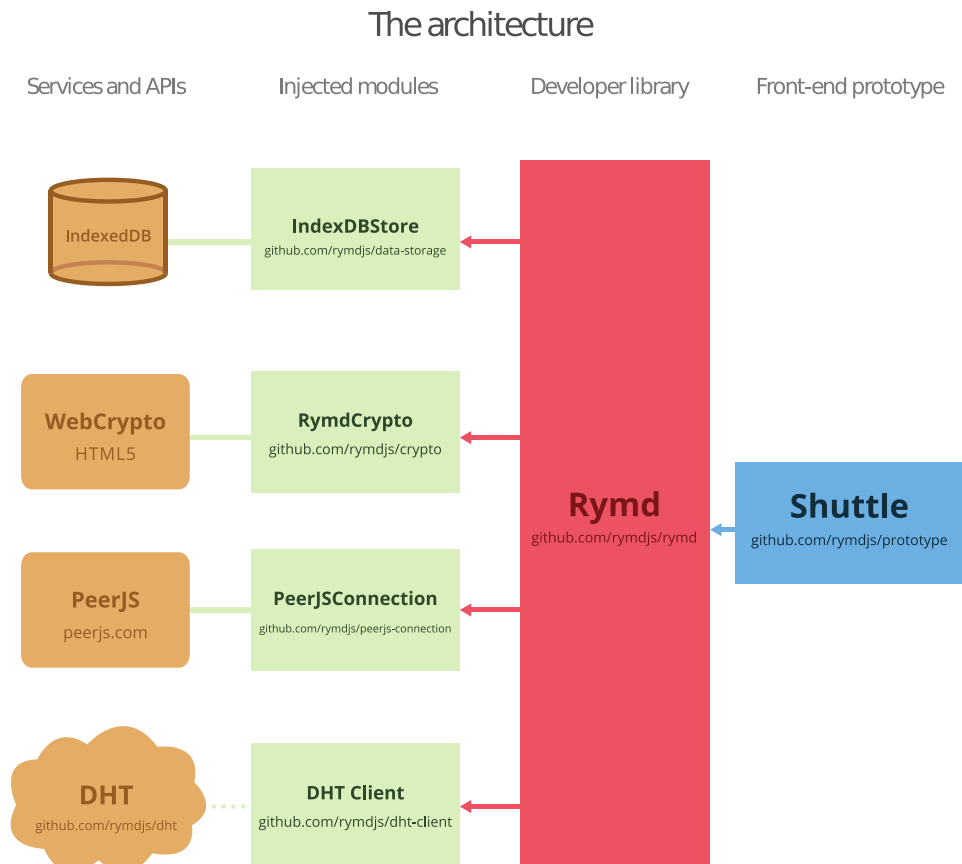 The architecture
Services and APIs
Injected modules
Developer library
Front-end prototype
IndexedDB
IndexDBStore
github.com/rymdjs/data-storage
WebCrypto
HTML5
RymdCrypto
github.com/rymdjs/crypto
Rymd
github.com/rymdjs/rymd
Shuttle
github.com/rymdjs/prototype
PeerJS
peerjs.com
PeerJSConnection
github.com/rymdjs/peerjs-connection
DHT
github.com/rymdjs/dht
DHT Client
github.com/rymdjs/dht-client